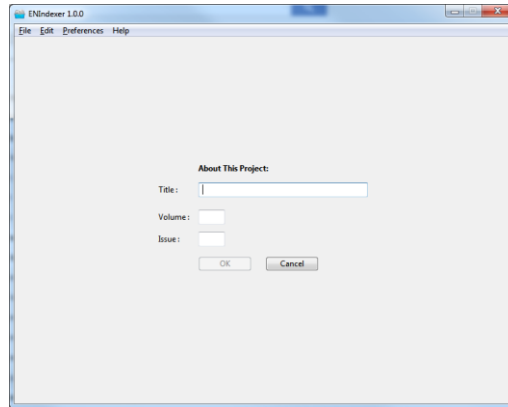 ENIndexer 1.0.0
File Edit Preferences Help
About This Project:
Title :
Volume :
Issue :
OK Cancel